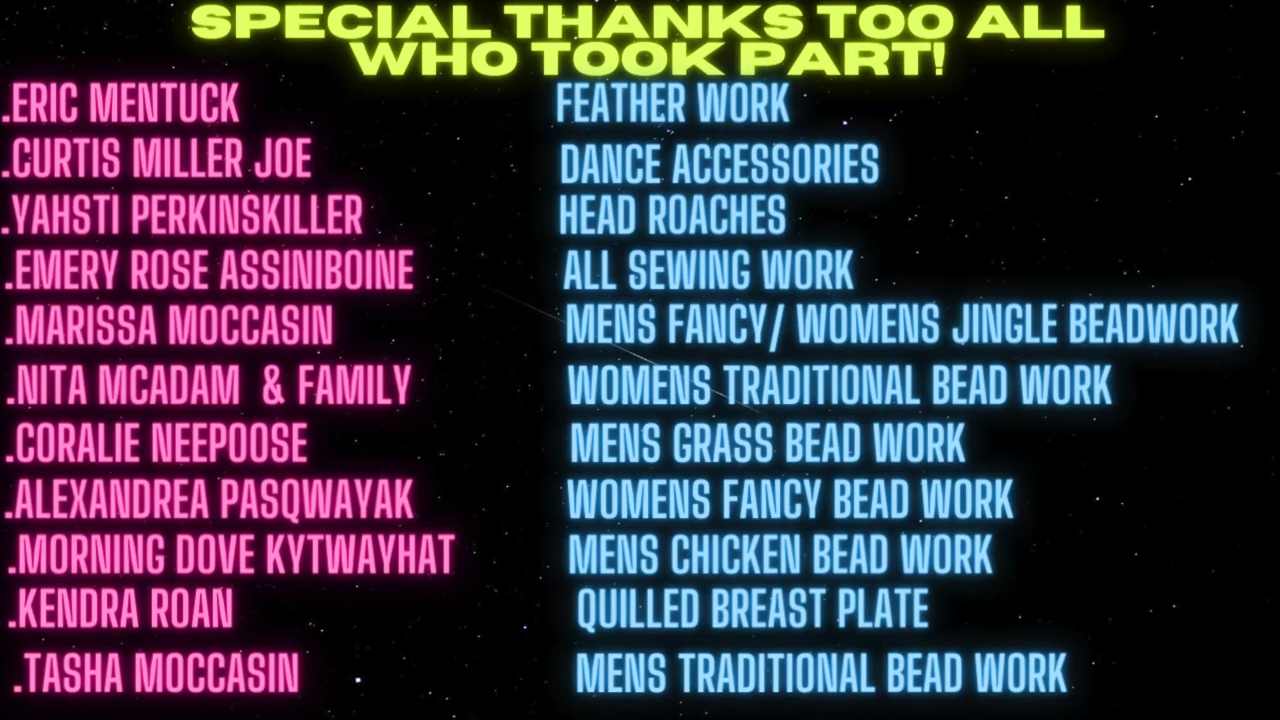 SPECIAL THANKS TOO ALL
WHO TOOK PART!
.ERIC MENTUCK FEATHER WORK
.CURTIS MILLER JOE DANCE ACCESSORIES
.YAHSTI PERKINSKILLER HEAD ROACHES
.EMERY ROSE ASSINIBOINE ALL SEWING WORK
.MARISSA MOCCASIN MENS FANCY/ WOMENS JINGLE BEADWORK
.NITA MCADAM & FAMILY WOMENS TRADITIONAL BEAD WORK
.CORALIE NEEPOOSE MENS GRASS BEAD WORK
.ALEXANDREA PASQWAYAK WOMENS FANCY BEAD WORK
.MORNING DOVE KYTWAYHAT MENS CHICKEN BEAD WORK
.KENDRA ROAN QUILLED BREAST PLATE
.TASHA MOCCASIN MENS TRADITIONAL BEAD WORK